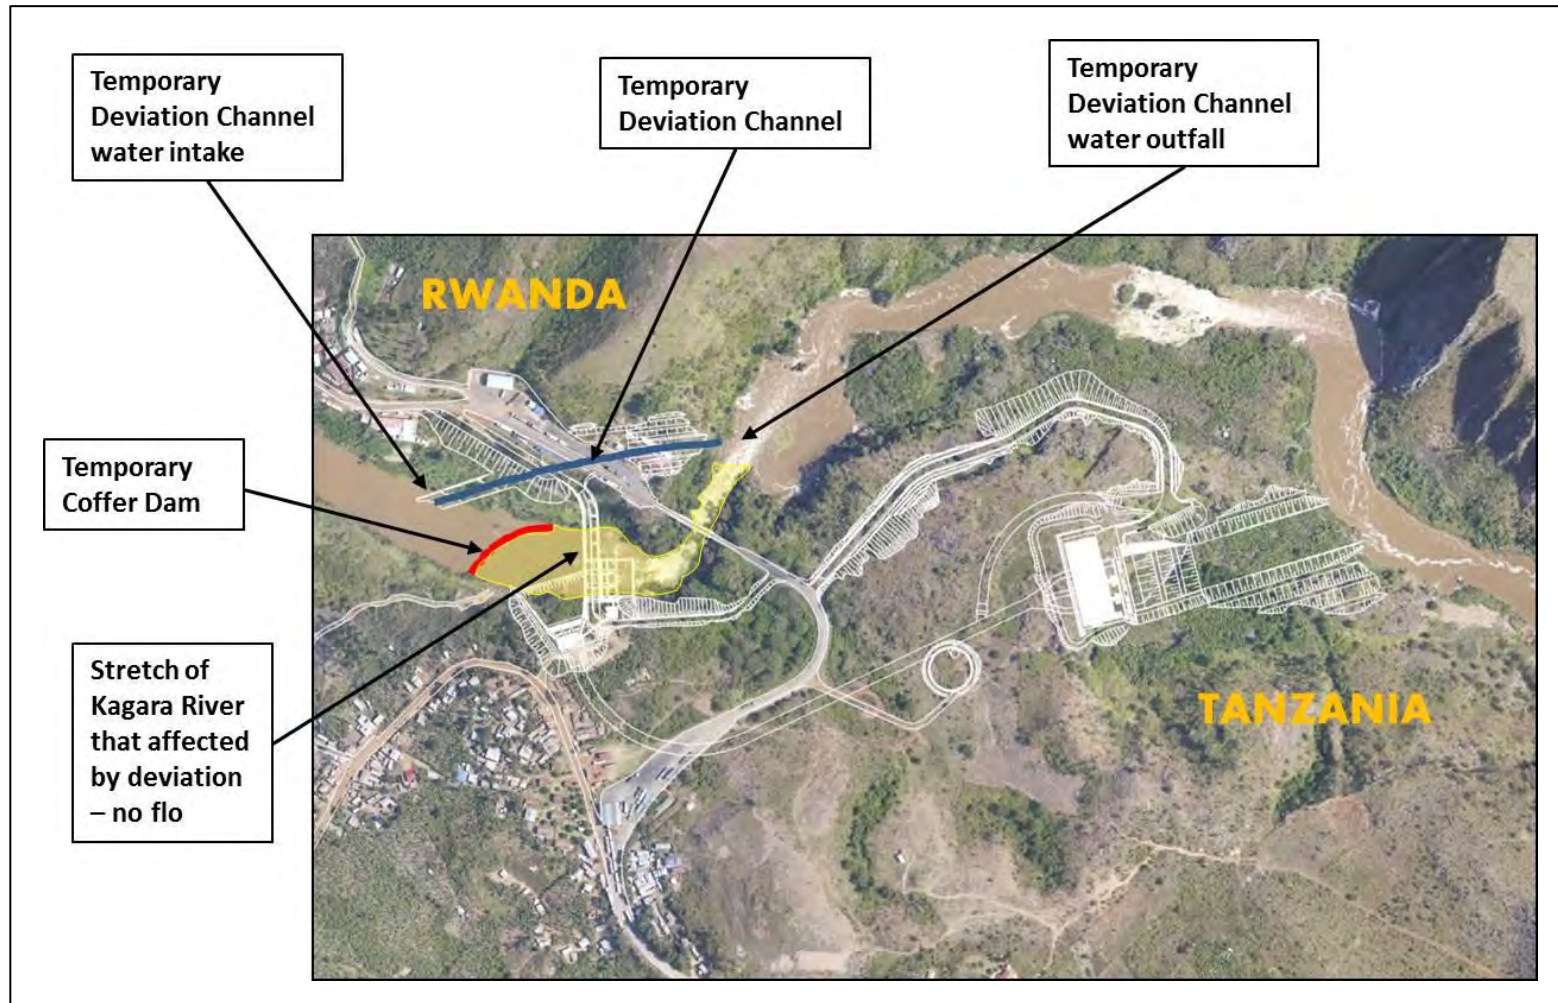 Temporary
Deviation Channel
water intake
Temporary
Deviation Channel
Temporary
Deviation Channel
water outfall
RWANDA
Temporary
Coffer Dam
Stretch of
Kagara River
that affected
by deviation
– no flo
TANZANIA